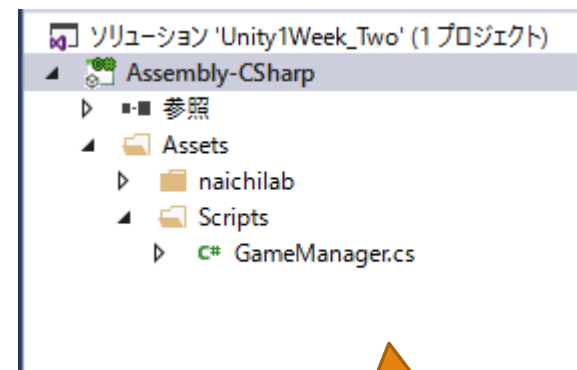 ソリューション 'Unity1Week_Two' (1 プロジェクト)
Assembly-CSharp
参照
Assets
naichilab
Scripts
C# GameManager.cs